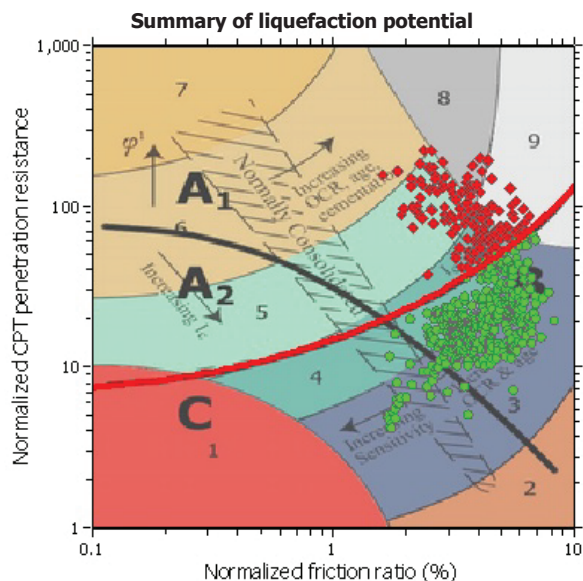 Summary of liquefaction potential
Normalized CPT penetration resistance
1,000
100
10
1
7
8
9
φ'
A1
Normally Consolidated
Increasing
OCR, age,
cementation
6
A2
Increasing Ic
5
4
C
1
Increasing
Sensitivity
OCR & age
3
2
0.1
1
10
Normalized friction ratio (%)